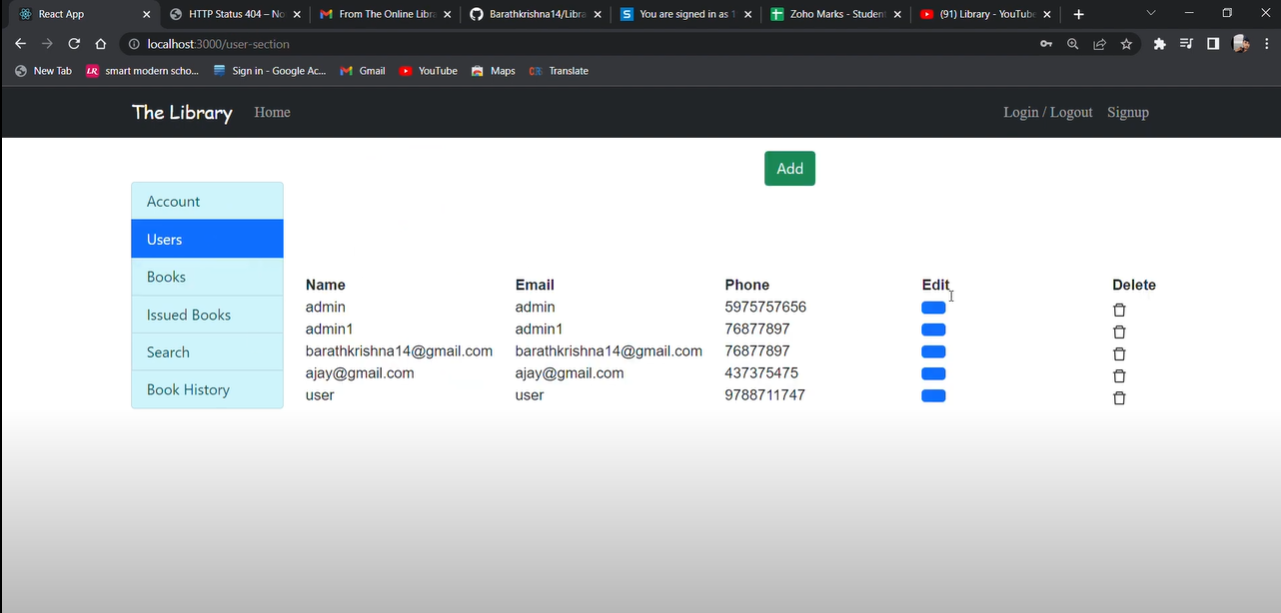 React App
HTTP Status 404 – No
From The Online Libra
Barathkrishna14/Libra
S You are signed in as 1
Zoho Marks - Student
(91) Library - YouTube
localhost:3000/user-section
New Tab
LR smart modern scho...
Sign in - Google Ac...
Gmail
YouTube
Maps
Translate
The Library Home Login / Logout Signup
Add
Account
Users
Books
Issued Books
Search
Book History
Name Email Phone Edit Delete
admin admin 5975757656
admin1 admin1 76877897
barathkrishna14@gmail.com barathkrishna14@gmail.com 76877897
ajay@gmail.com ajay@gmail.com 437375475
user user 9788711747